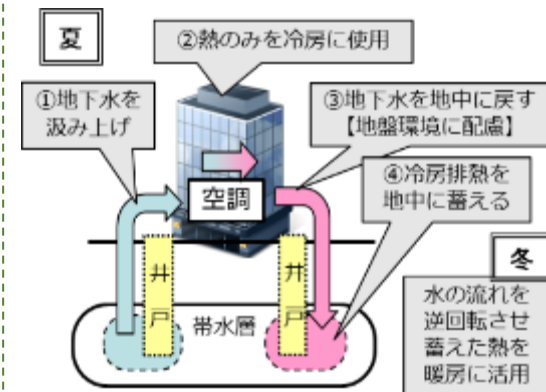 夏
②熱のみを冷房に使用
①地下水を
汲み上げ
③地下水を地中に戻す
【地盤環境に配慮】
④冷房排熱を
地中に蓄える
空調
井戸
井戸
帯水層
冬
水の流れを
逆回転させ
蓄えた熱を
暖房に活用